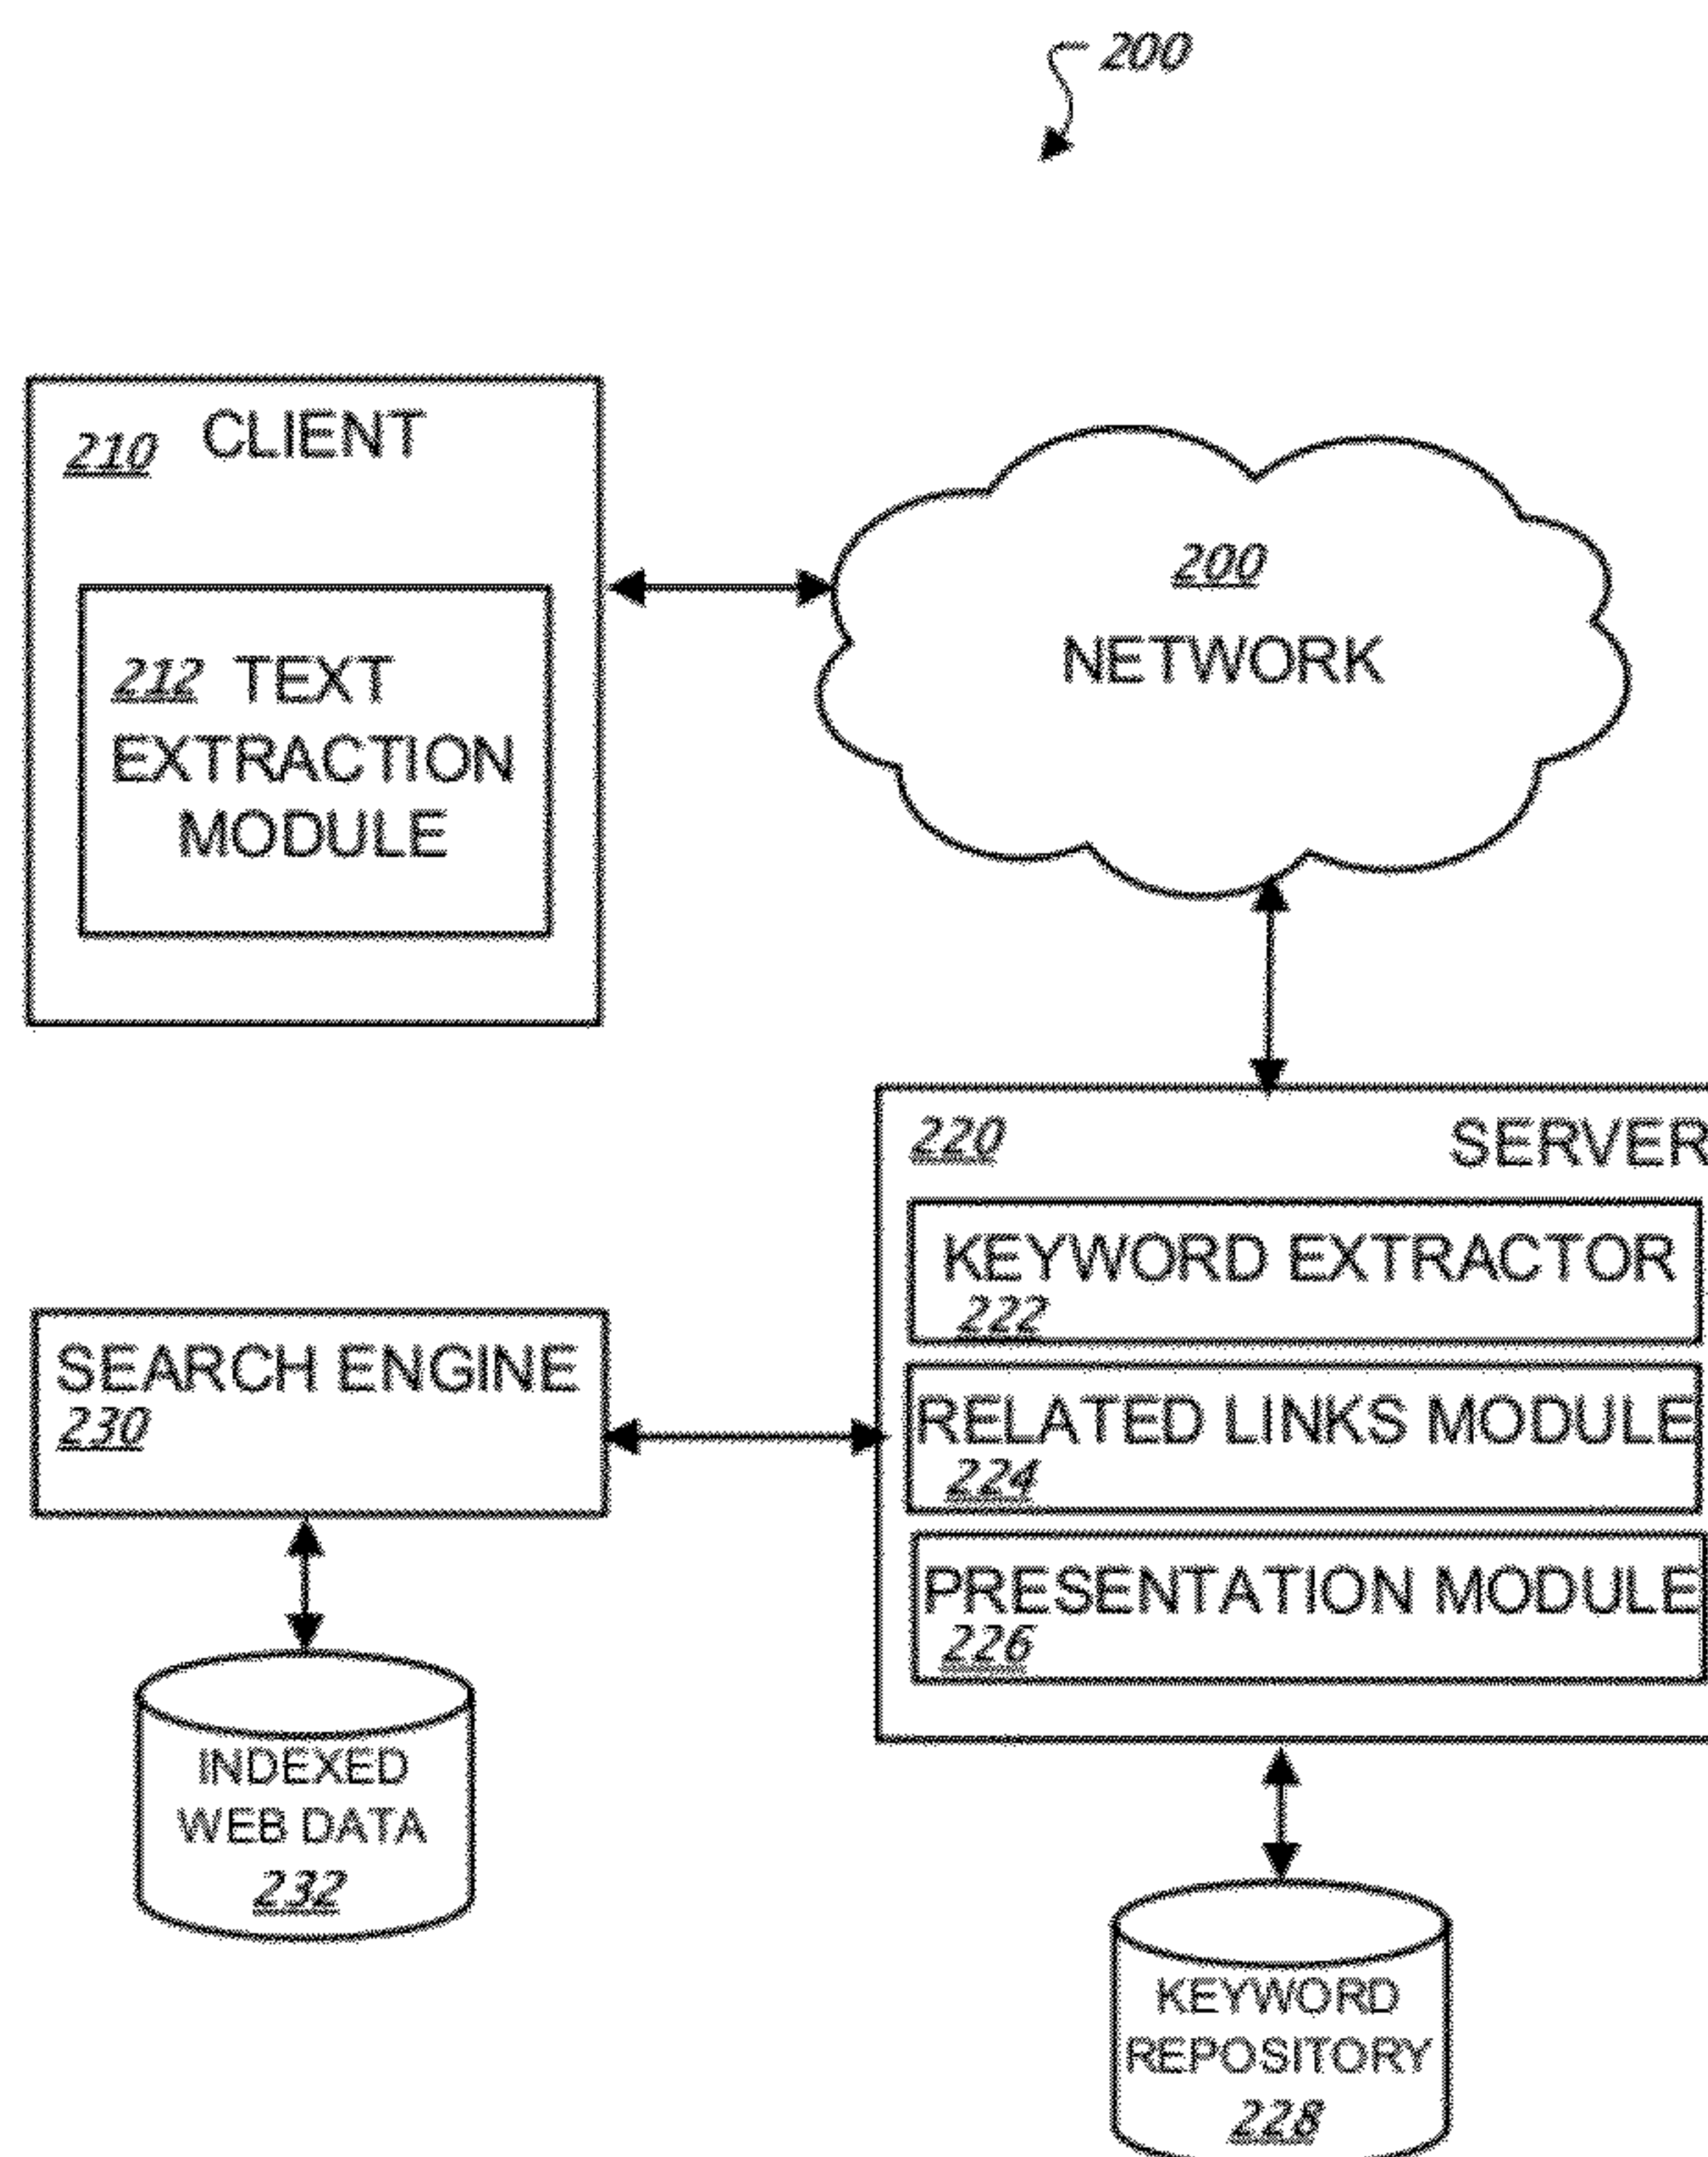 200
210 CLIENT
212 TEXT
EXTRACTION
MODULE
200
NETWORK
220 SERVER
KEYWORD EXTRACTOR
222
RELATED LINKS MODULE
224
PRESENTATION MODULE
226
SEARCH ENGINE
230
INDEXED
WEB DATA
232
KEYWORD
REPOSITORY
228